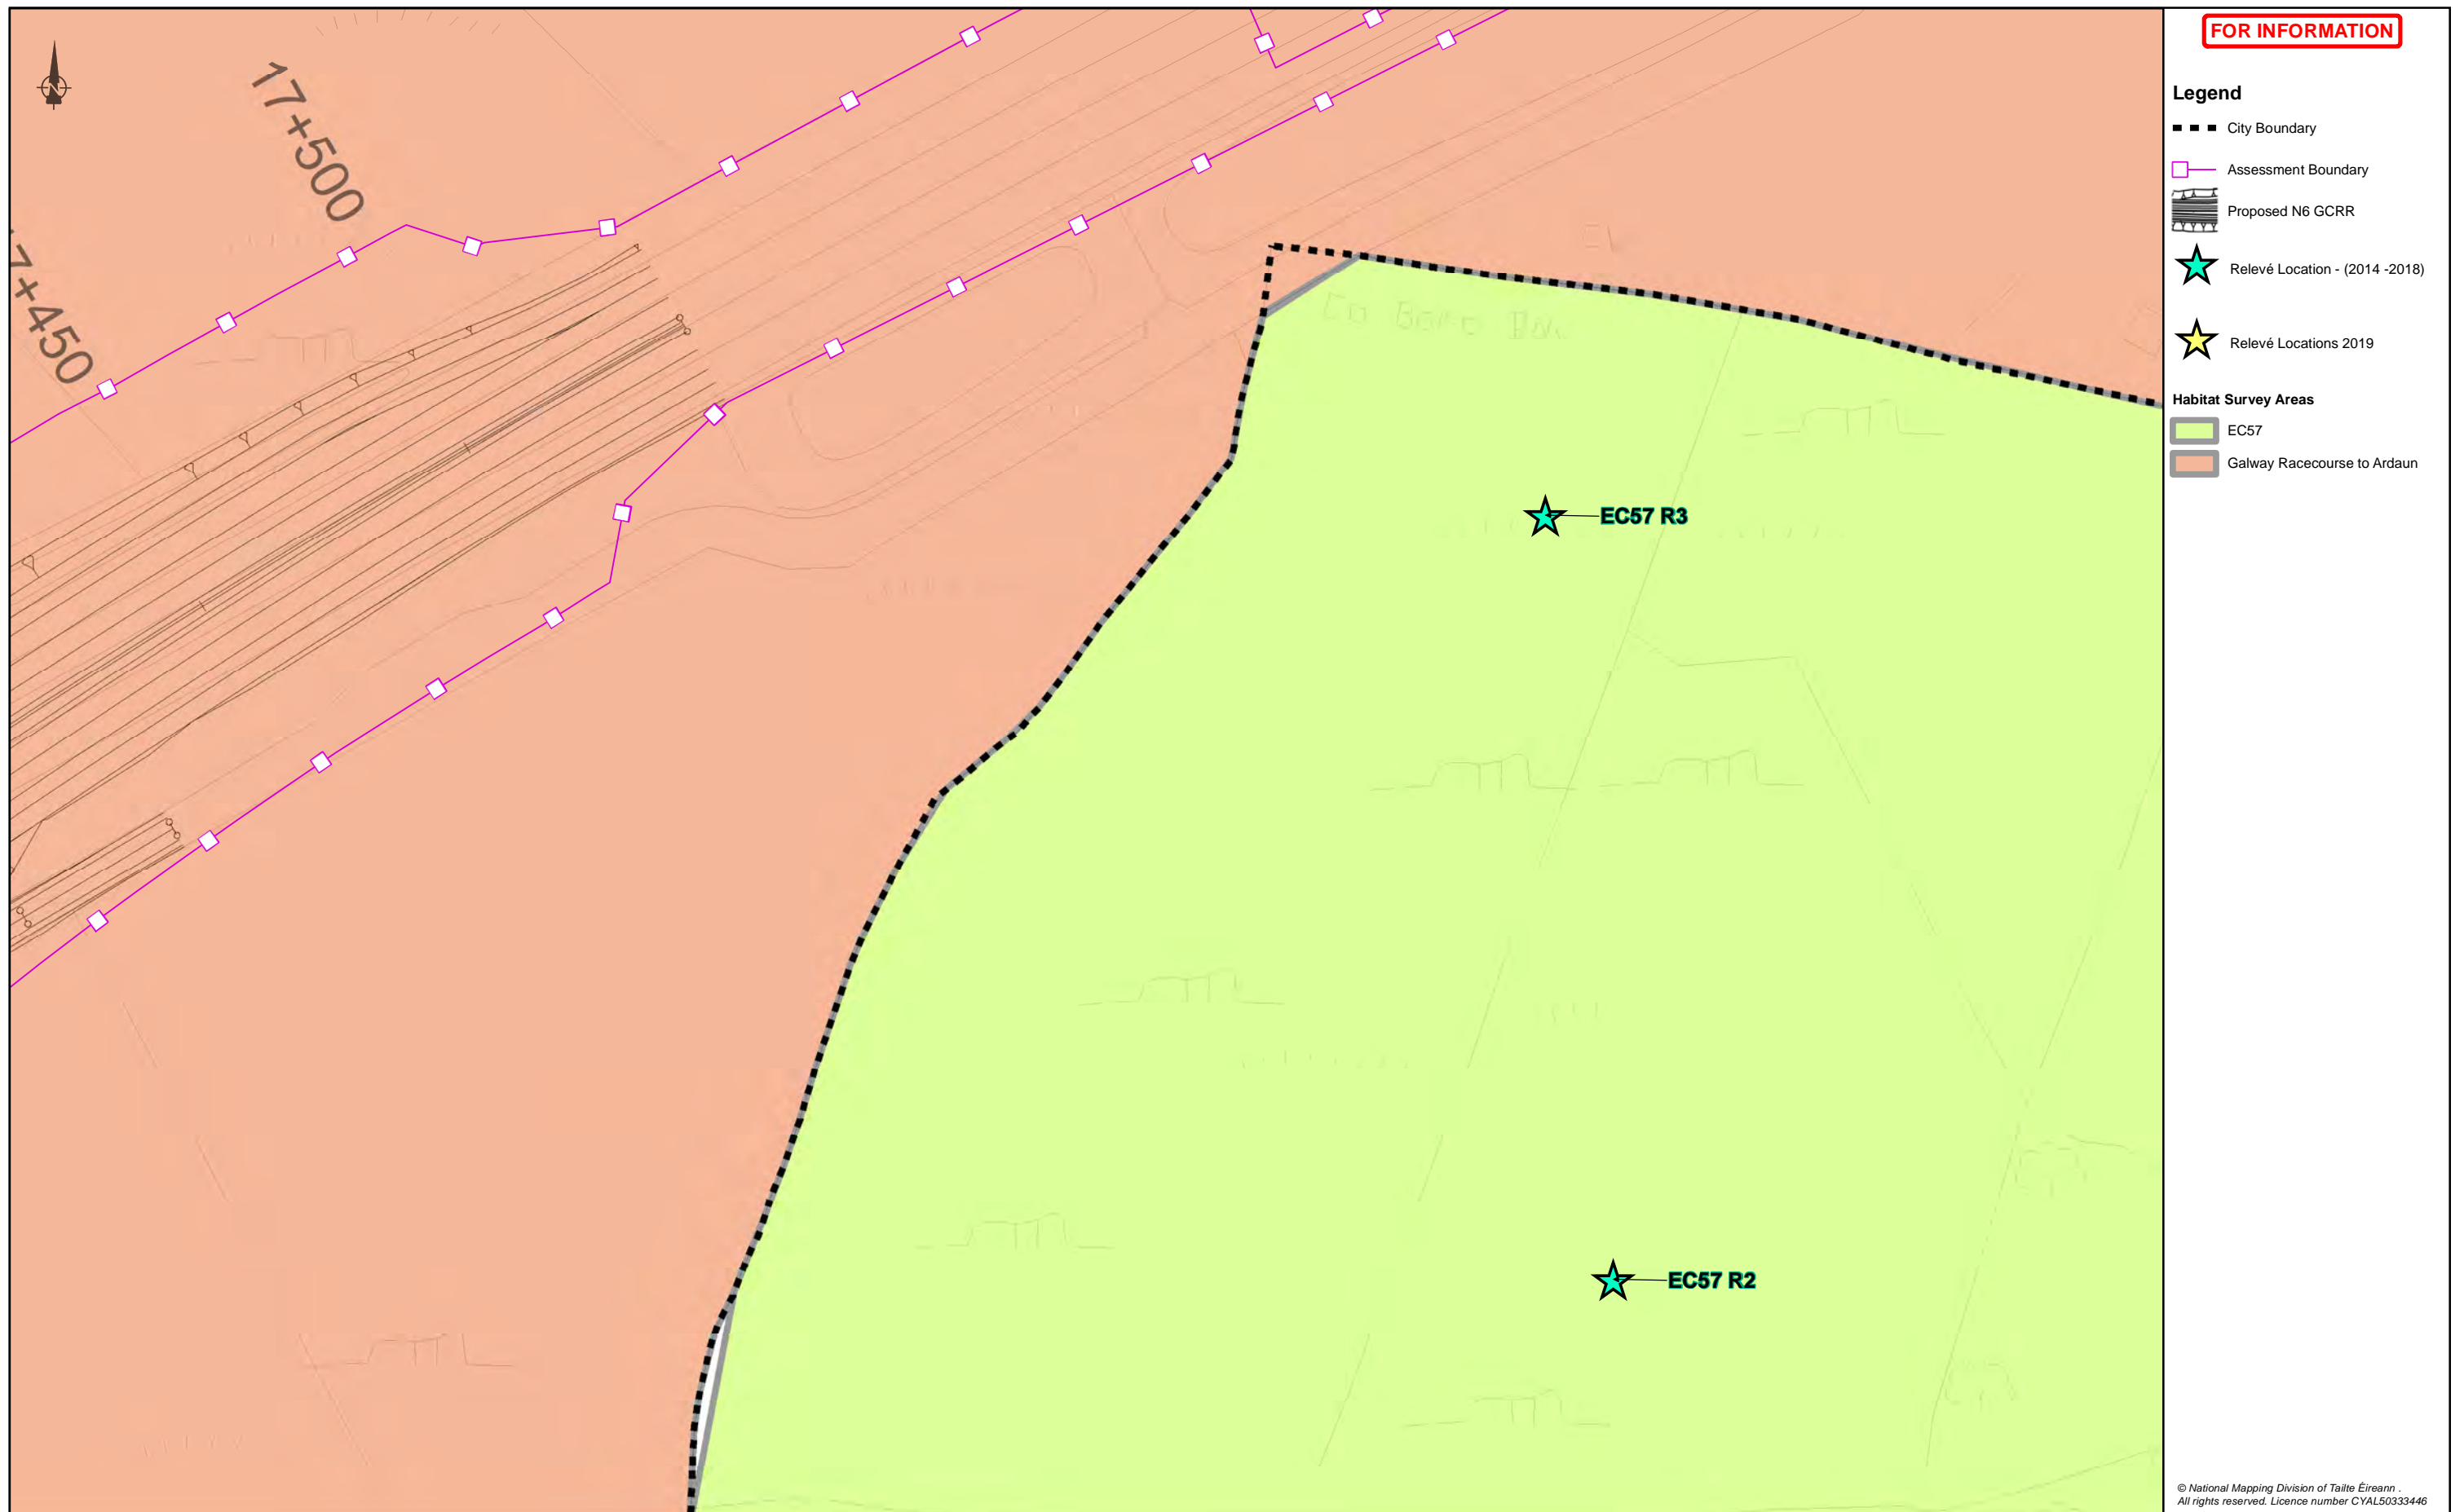 FOR INFORMATION
Legend
City Boundary
Assessment Boundary
Proposed N6 GCRR
Relevé Location - (2014 -2018)
Relevé Locations 2019
Habitat Survey Areas
EC57
Galway Racecourse to Ardaun
17+500
EC57 R3
EC57 R2
© National Mapping Division of Tailte Éireann .
All rights reserved. Licence number CYAL50333446